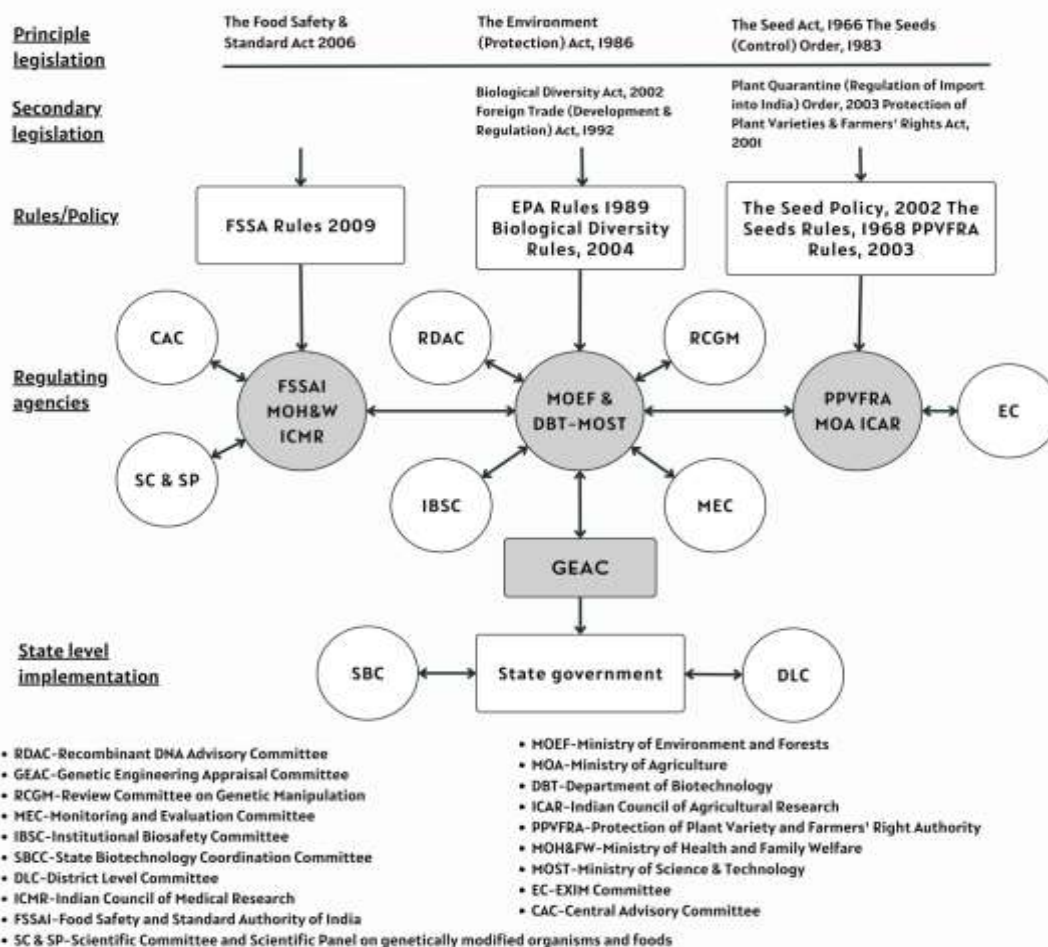 Principle
legislation
The Food Safety &
Standard Act 2006
The Environment
(Protection) Act, 1986
The Seed Act, 1966 The Seeds
(Control) Order, 1983
Secondary
legislation
Biological Diversity Act, 2002
Foreign Trade (Development &
Regulation) Act, 1992
Plant Quarantine (Regulation of Import
into India) Order, 2003 Protection of
Plant Varieties & Farmers' Rights Act,
2001
Rules/Policy
FSSA Rules 2009
EPA Rules 1989
Biological Diversity
Rules, 2004
The Seed Policy, 2002 The
Seeds Rules, 1968 PPVFRA
Rules, 2003
Regulating
agencies
CAC
FSSAI
MOH&W
ICMR
SC & SP
RDAC
RCGM
MOEF &
DBT-MOST
IBSC
MEC
PPVFRA
MOA ICAR
EC
GEAC
State level
implementation
SBC
State government
DLC
• RDAC-Recombinant DNA Advisory Committee
• GEAC-Genetic Engineering Appraisal Committee
• RCGM-Review Committee on Genetic Manipulation
• MEC-Monitoring and Evaluation Committee
• IBSC-Institutional Biosafety Committee
• SBCC-State Biotechnology Coordination Committee
• DLC-District Level Committee
• ICMR-Indian Council of Medical Research
• FSSAI-Food Safety and Standard Authority of India
• SC & SP-Scientific Committee and Scientific Panel on genetically modified organisms and foods
• MOEF-Ministry of Environment and Forests
• MOA-Ministry of Agriculture
• DBT-Department of Biotechnology
• ICAR-Indian Council of Agricultural Research
• PPVFRA-Protection of Plant Variety and Farmers' Right Authority
• MOH&FW-Ministry of Health and Family Welfare
• MOST-Ministry of Science & Technology
• EC-EXIM Committee
• CAC-Central Advisory Committee